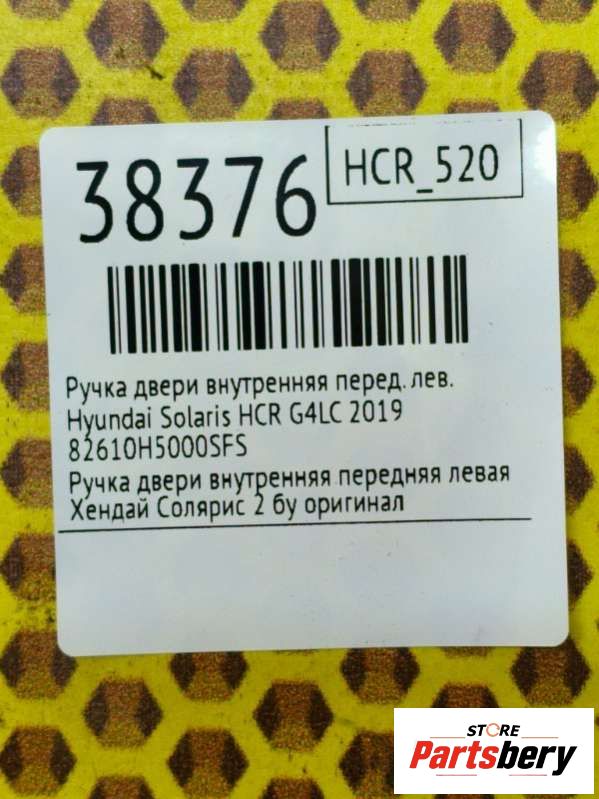 38376
HCR_520
Ручка двери внутренняя перед. лев.
Hyundai Solaris HCR G4LC 2019
82610H5000SFS
Ручка двери внутренняя передняя левая
Хендай Солярис 2 бу оригинал
STORE
Partsbery